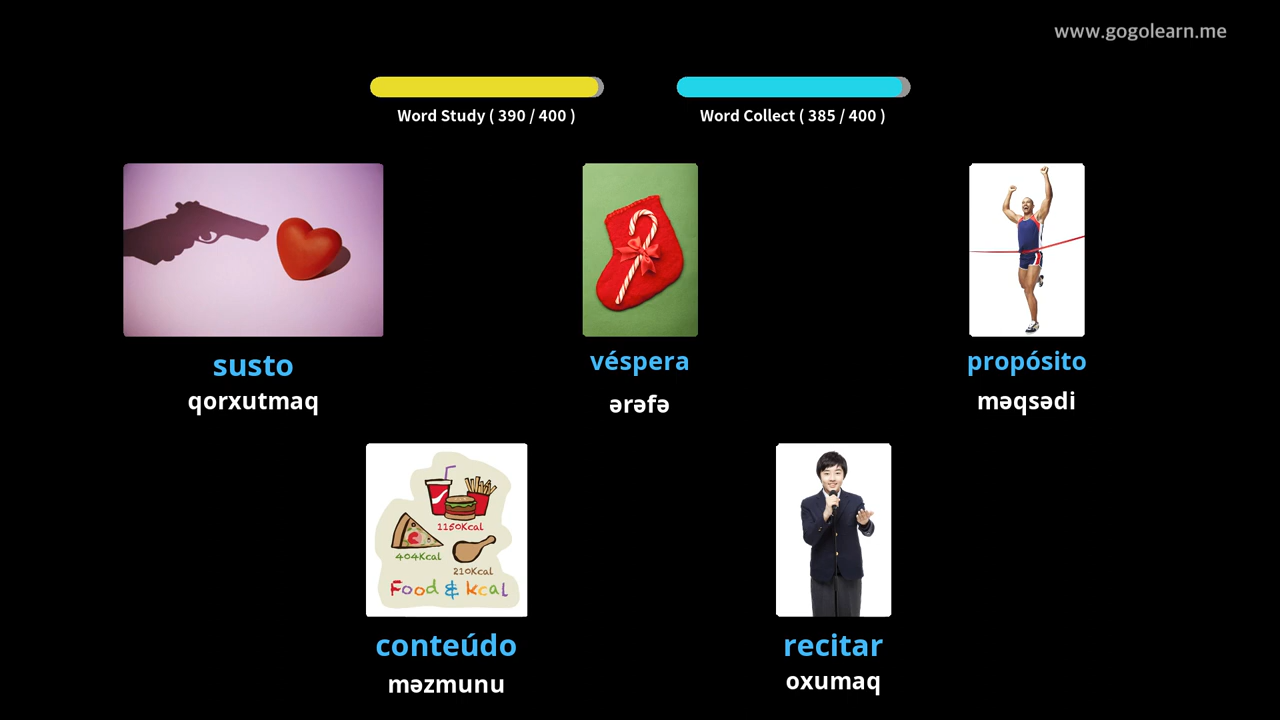 www.gogolearn.me
Word Study ( 390 / 400 )
Word Collect ( 385 / 400 )
susto
qorxutmaq
véspera
ərəfə
propósito
məqsədi
1150Kcal
404Kcal
210Kcal
Food & kcal
conteúdo
məzmunu
recitar
oxumaq